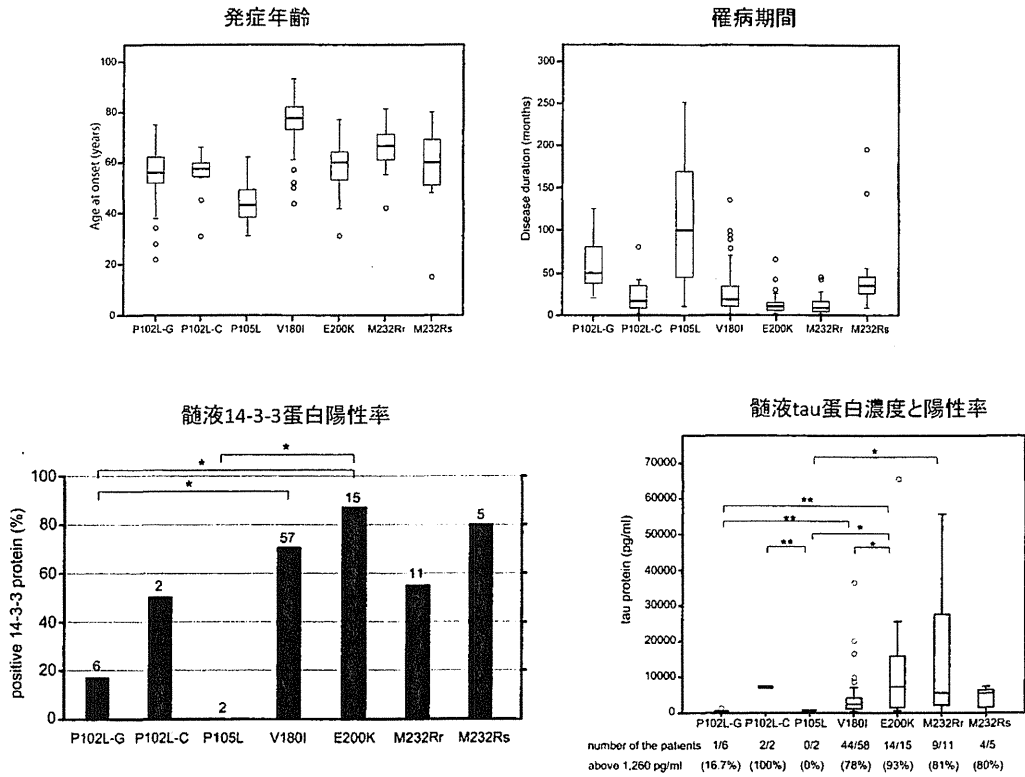 発症年齢
Age at onset (years)
100
80
60
40
20
0
P102L-G P102L-C P105L V180I E200K M232Rr M232Rs
罹病期間
Disease duration (months)
300
250
200
150
100
50
0
P102L-G P102L-C P105L V180I E200K M232Rr M232Rs
髄液14-3-3蛋白陽性率
positive 14-3-3 protein (%)
100
80
60
40
20
0
* * *
6 2 2 57 15 11 5
P102L-G P102L-C P105L V180I E200K M232Rr M232Rs
髄液tau蛋白濃度と陽性率
tau protein (pg/ml)
70000
60000
50000
40000
30000
20000
10000
0
*
**
** *
** *
P102L-G P102L-C P105L V180I E200K M232Rr M232Rs
number of the patients 1/6 2/2 0/2 44/58 14/15 9/11 4/5
above 1,260 pg/ml (16.7%) (100%) (0%) (78%) (93%) (81%) (80%)